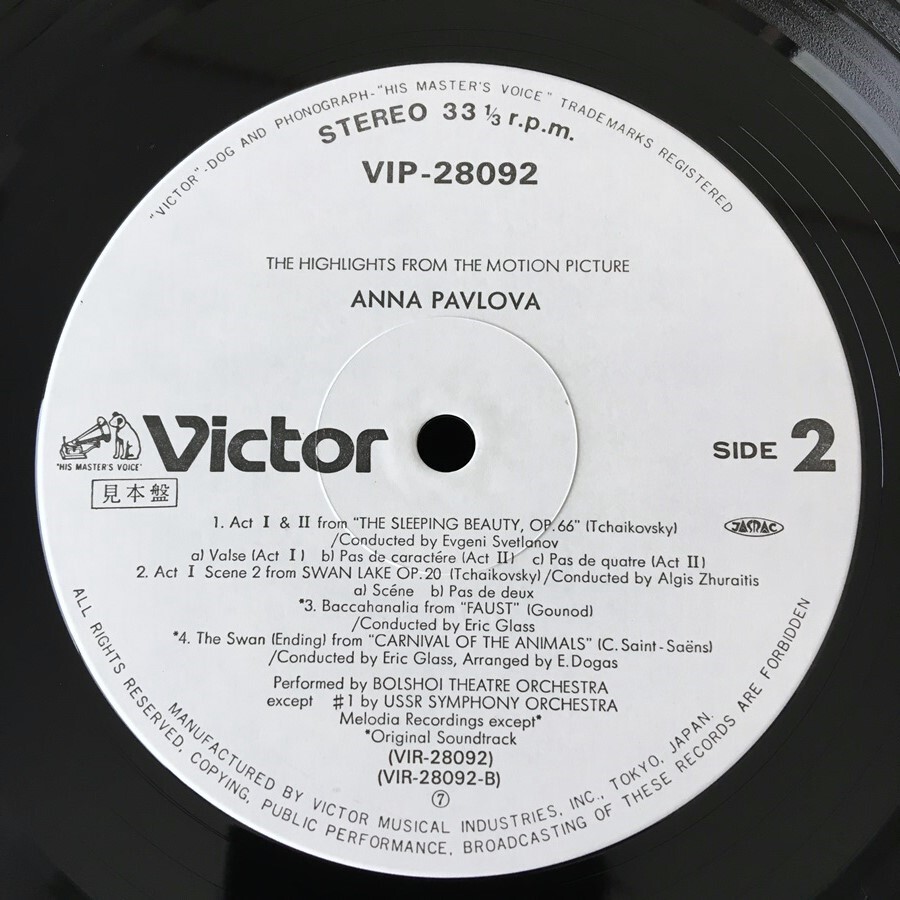 "VICTOR"-DOG AND PHONOGRAPH-"HIS MASTER'S VOICE" TRADEMARKS REGISTERED
STEREO 33 ⅓ r.p.m.
VIP-28092
THE HIGHLIGHTS FROM THE MOTION PICTURE
ANNA PAVLOVA
"HIS MASTER'S VOICE"
Victor
SIDE 2
見本盤
1. Act Ⅰ & Ⅱ from "THE SLEEPING BEAUTY, OP.66" (Tchaikovsky)
/Conducted by Evgeni Svetlanov
JASRAC
a) Valse (Act Ⅰ) b) Pas de caractére (Act Ⅱ) c) Pas de quatre (Act Ⅱ)
2. Act Ⅰ Scene 2 from SWAN LAKE OP.20 (Tchaikovsky)/Conducted by Algis Zhuraitis
a) Scéne b) Pas de deux
*3. Baccahanalia from "FAUST" (Gounod)
/Conducted by Eric Glass
*4. The Swan (Ending) from "CARNIVAL OF THE ANIMALS" (C. Saint-Saëns)
/Conducted by Eric Glass, Arranged by E.Dogas
Performed by BOLSHOI THEATRE ORCHESTRA
except #1 by USSR SYMPHONY ORCHESTRA
Melodia Recordings except*
*Original Soundtrack
(VIR-28092)
(VIR-28092-B)
⑦
MANUFACTURED BY VICTOR MUSICAL INDUSTRIES, INC., TOKYO, JAPAN.
ALL RIGHTS RESERVED, COPYING, PUBLIC PERFORMANCE, BROADCASTING OF THESE RECORDS ARE FORBIDDEN